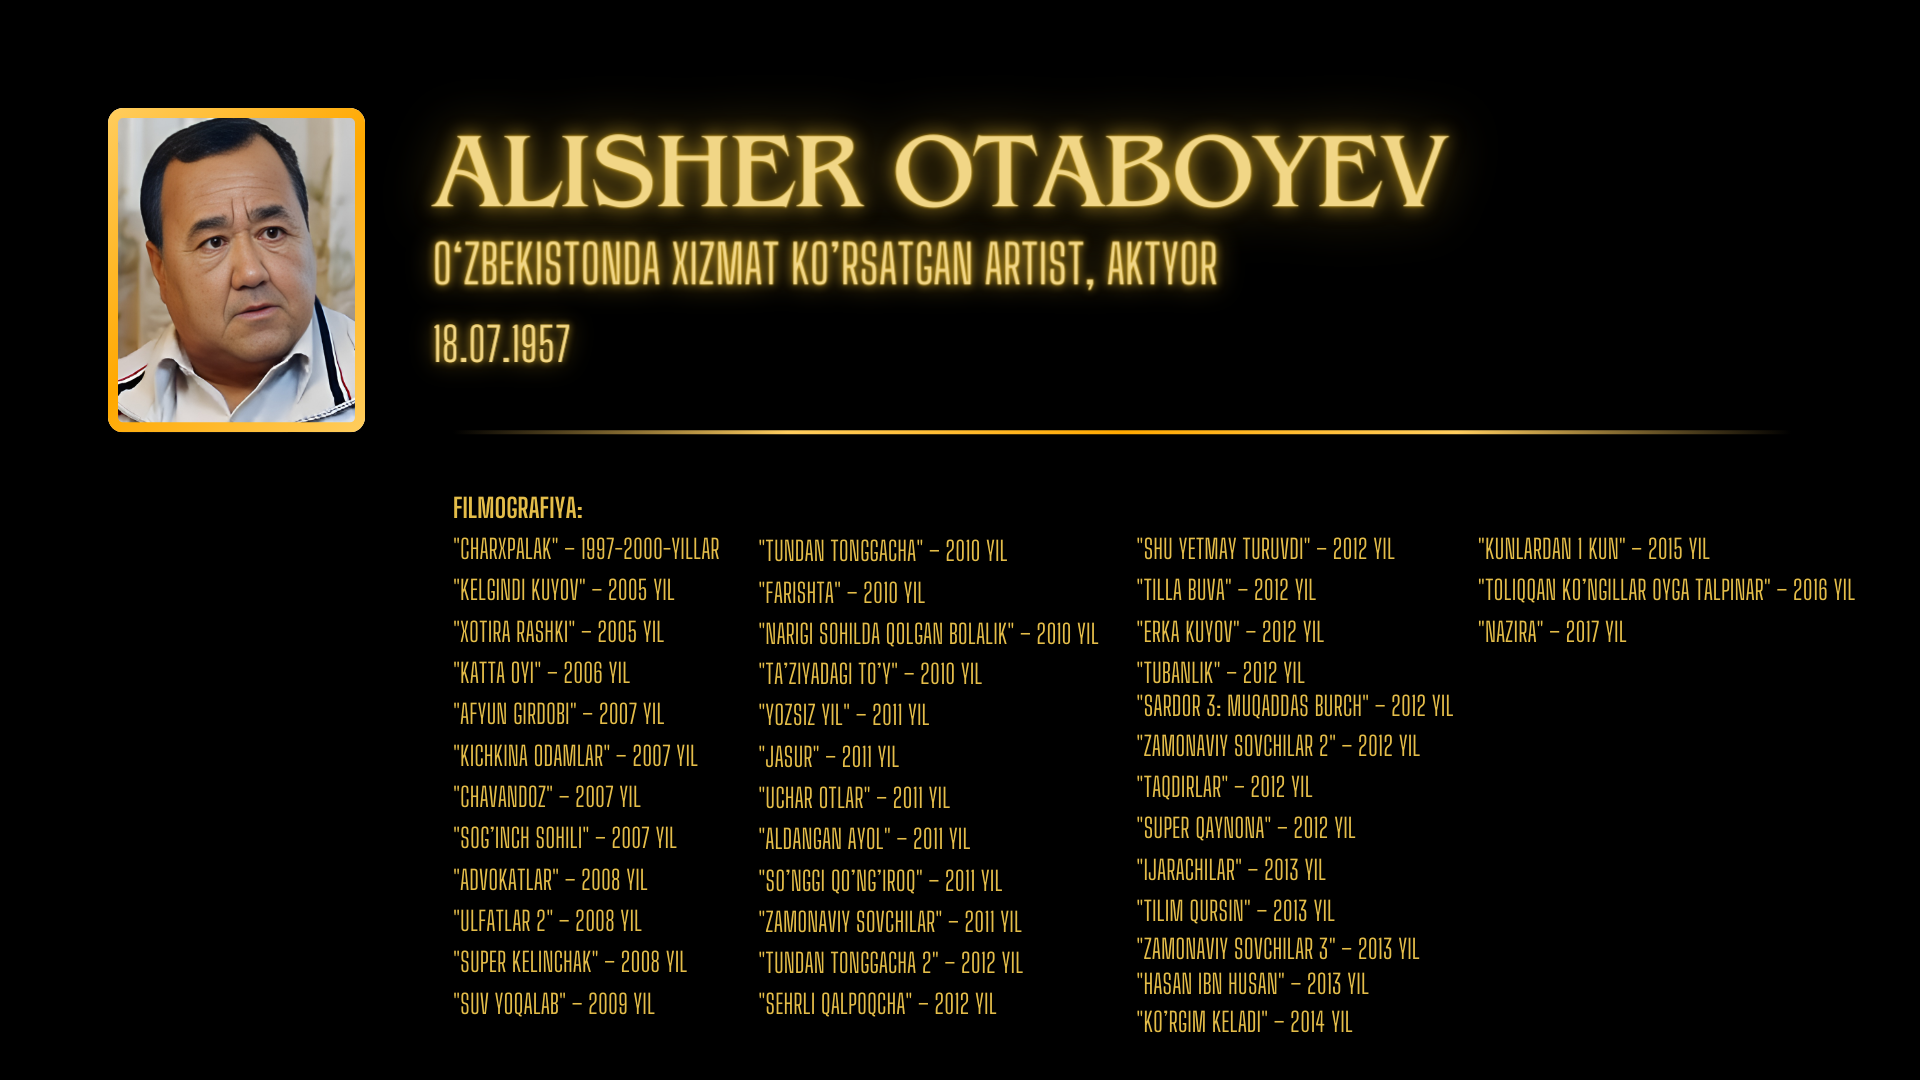 ALISHER OTABOYEV
O‘ZBEKISTONDA XIZMAT KO’RSATGAN ARTIST, AKTYOR
18.07.1957
FILMOGRAFIYA:
"CHARXPALAK" – 1997-2000-YILLAR
"KELGINDI KUYOV" – 2005 YIL
"XOTIRA RASHKI" – 2005 YIL
"KATTA OYI" – 2006 YIL
"AFYUN GIRDOBI" – 2007 YIL
"KICHKINA ODAMLAR" – 2007 YIL
"CHAVANDOZ" – 2007 YIL
"SOG’INCH SOHILI" – 2007 YIL
"ADVOKATLAR" – 2008 YIL
"ULFATLAR 2" – 2008 YIL
"SUPER KELINCHAK" – 2008 YIL
"SUV YOQALAB" – 2009 YIL
"TUNDAN TONGGACHA" – 2010 YIL
"FARISHTA" – 2010 YIL
"NARIGI SOHILDA QOLGAN BOLALIK" – 2010 YIL
"TA’ZIYADAGI TO’Y" – 2010 YIL
"YOZSIZ YIL" – 2011 YIL
"JASUR" – 2011 YIL
"UCHAR OTLAR" – 2011 YIL
"ALDANGAN AYOL" – 2011 YIL
"SO’NGGI QO’NG’IROQ" – 2011 YIL
"ZAMONAVIY SOVCHILAR" – 2011 YIL
"TUNDAN TONGGACHA 2" – 2012 YIL
"SEHRLI QALPOQCHA" – 2012 YIL
"SHU YETMAY TURUVDI" – 2012 YIL
"TILLA BUVA" – 2012 YIL
"ERKA KUYOV" – 2012 YIL
"TUBANLIK" – 2012 YIL
"SARDOR 3: MUQADDAS BURCH" – 2012 YIL
"ZAMONAVIY SOVCHILAR 2" – 2012 YIL
"TAQDIRLAR" – 2012 YIL
"SUPER QAYNONA" – 2012 YIL
"IJARACHILAR" – 2013 YIL
"TILIM QURSIN" – 2013 YIL
"ZAMONAVIY SOVCHILAR 3" – 2013 YIL
"HASAN IBN HUSAN" – 2013 YIL
"KO’RGIM KELADI" – 2014 YIL
"KUNLARDAN 1 KUN" – 2015 YIL
"TOLIQQAN KO’NGILLAR OYGA TALPINAR" – 2016 YIL
"NAZIRA" – 2017 YIL